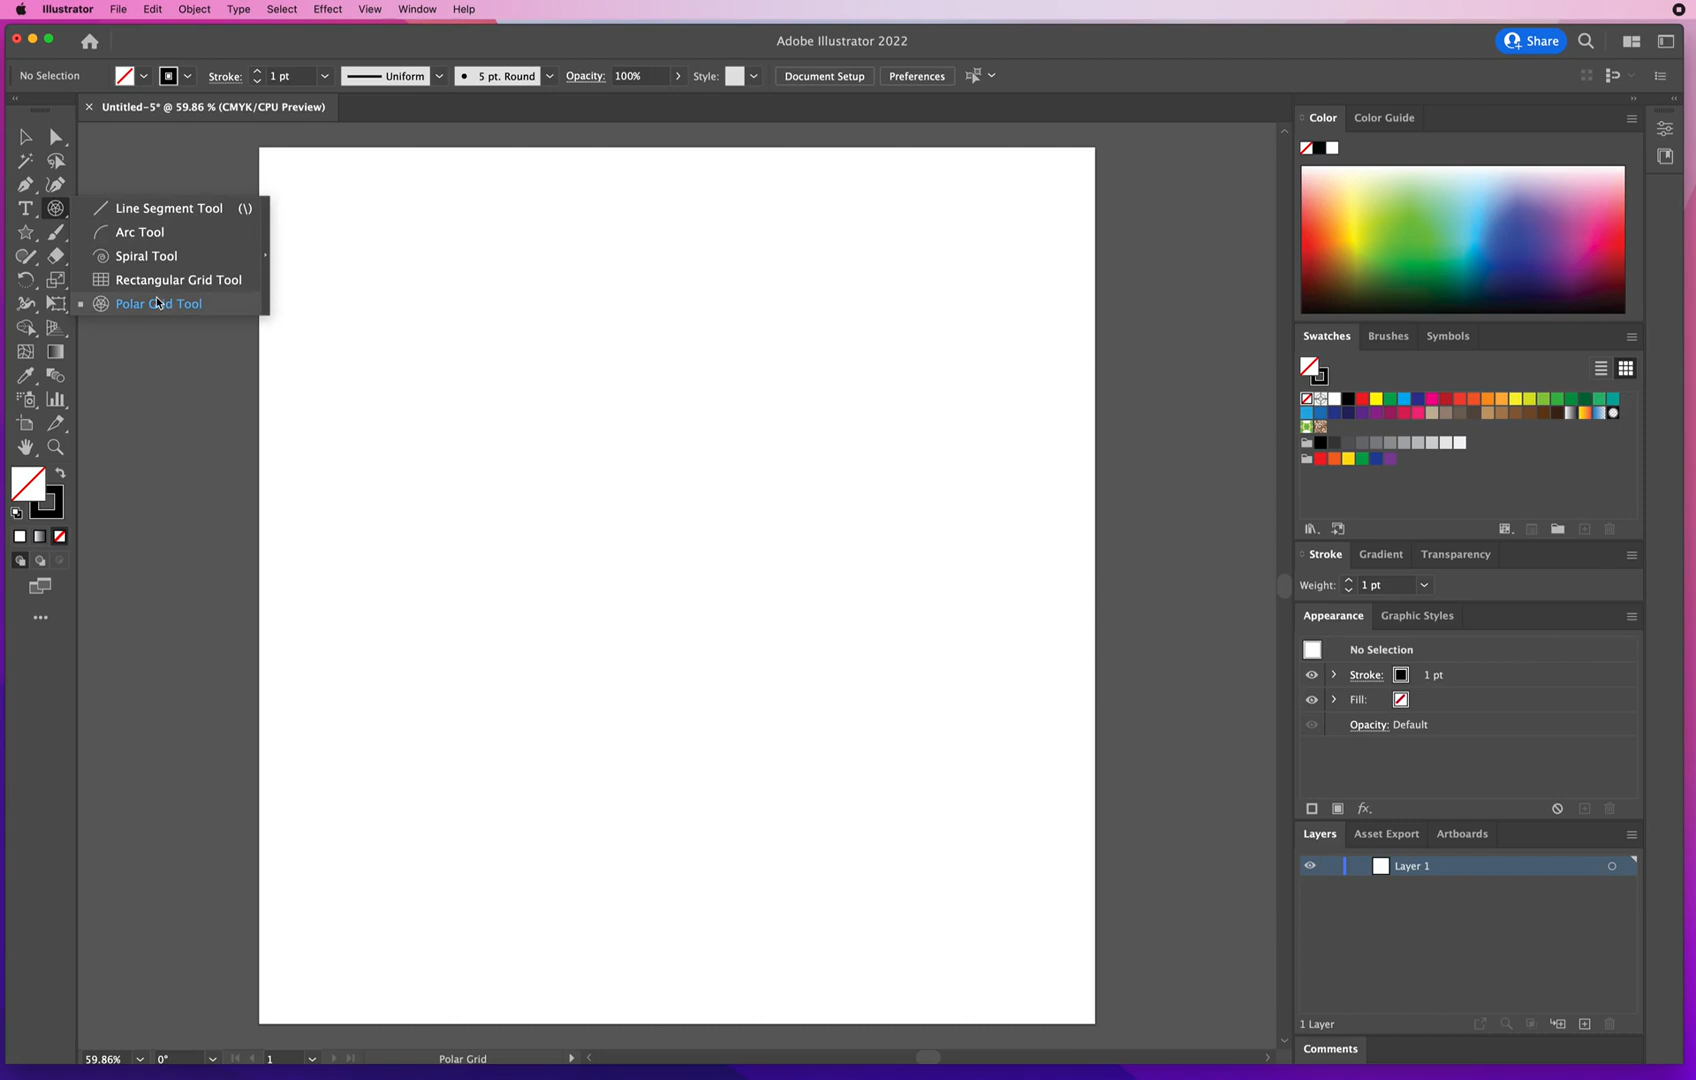 Illustrator File Edit Object Type Select Effect View Window Help
Adobe Illustrator 2022
Share
No Selection Stroke: 1 pt Uniform 5 pt. Round Opacity: 100% Style: Document Setup Preferences
Untitled-5* @ 59.86 % (CMYK/CPU Preview)
Color Color Guide
Line Segment Tool (\)
Arc Tool
Spiral Tool
Rectangular Grid Tool
Polar Grid Tool
Swatches Brushes Symbols
Stroke Gradient Transparency
Weight: 1 pt
Appearance Graphic Styles
No Selection
Stroke: 1 pt
Fill:
Opacity: Default
fx.
Layers Asset Export Artboards
Layer 1
1 Layer
Comments
59.86% 0° 1 Polar Grid